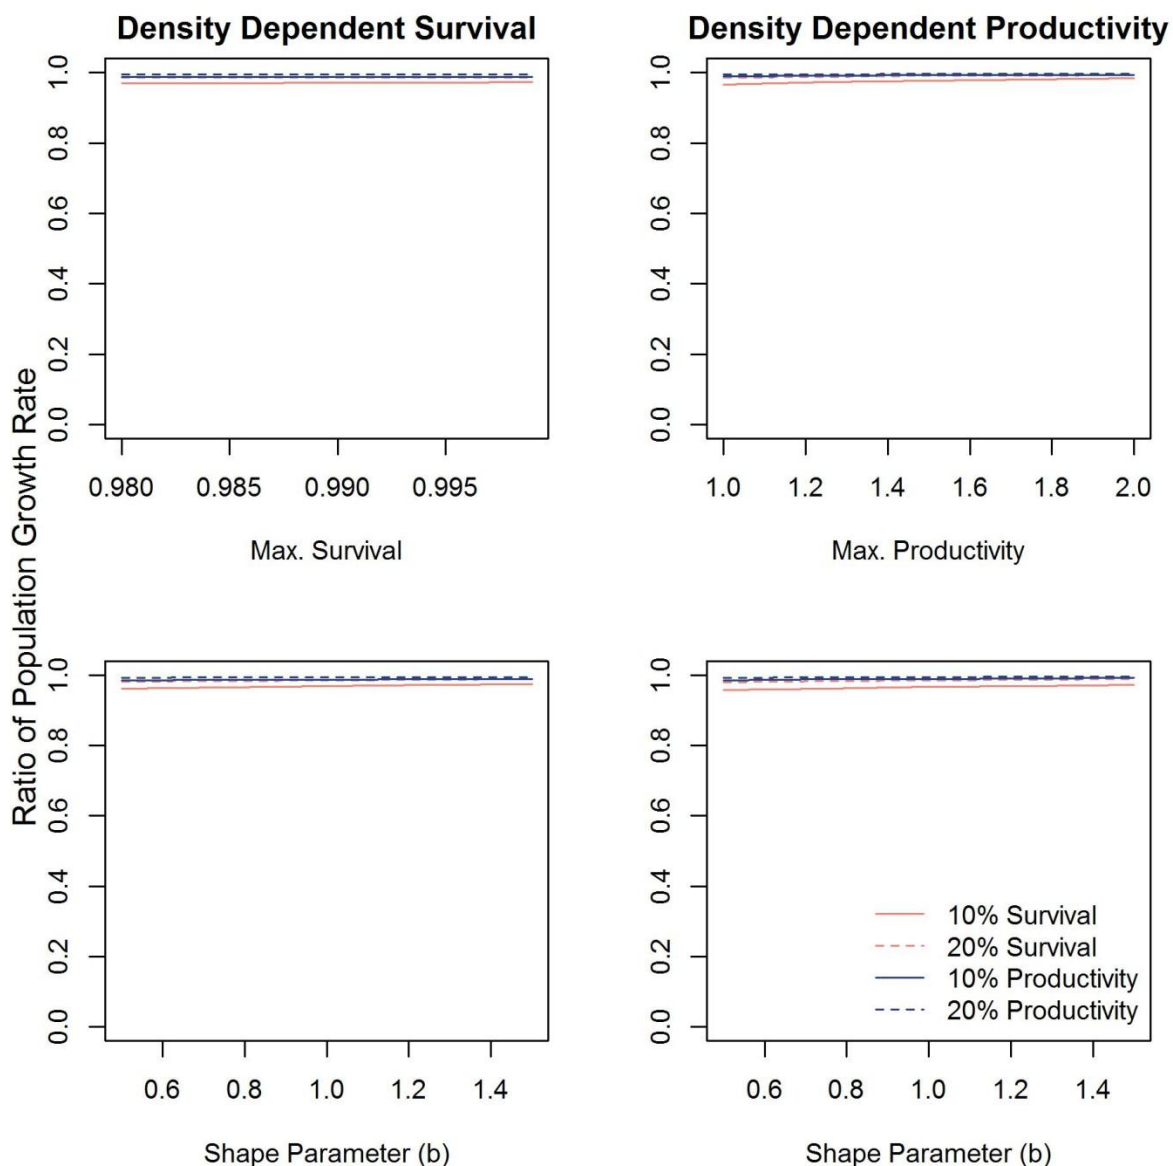 Density Dependent Survival
Density Dependent Productivity
Ratio of Population Growth Rate
1.0
0.8
0.6
0.4
0.2
0.0
0.980 0.985 0.990 0.995
Max. Survival
1.0
0.8
0.6
0.4
0.2
0.0
1.0 1.2 1.4 1.6 1.8 2.0
Max. Productivity
1.0
0.8
0.6
0.4
0.2
0.0
0.6 0.8 1.0 1.2 1.4
Shape Parameter (b)
1.0
0.8
0.6
0.4
0.2
0.0
10% Survival
20% Survival
10% Productivity
20% Productivity
0.6 0.8 1.0 1.2 1.4
Shape Parameter (b)